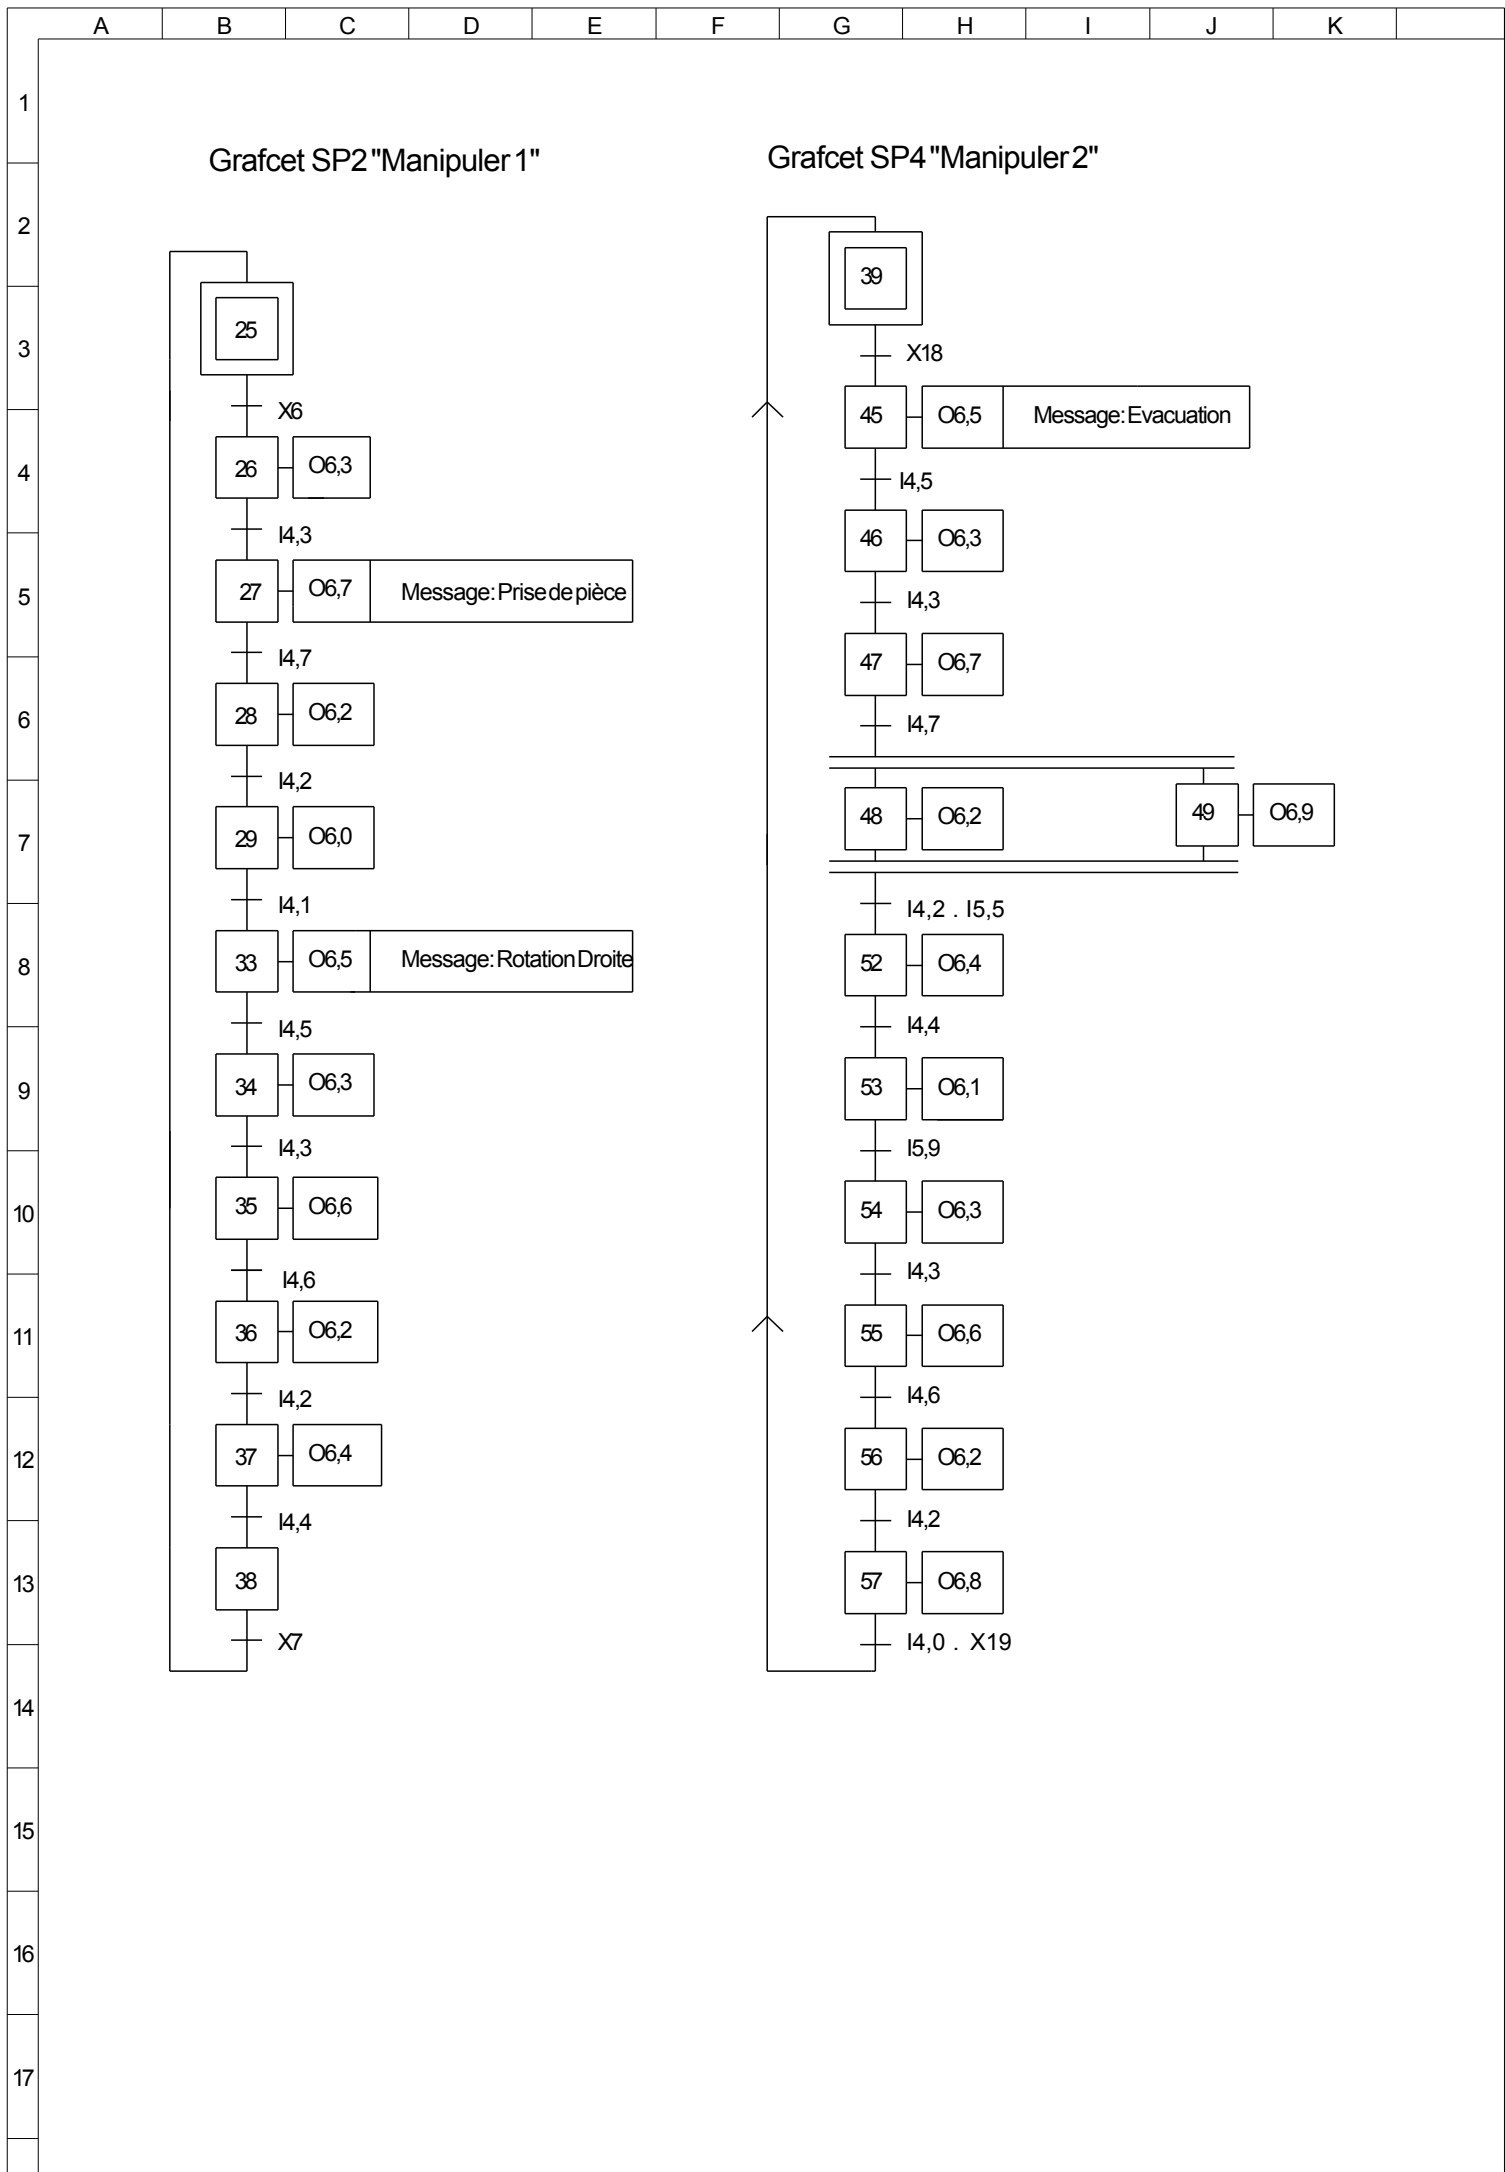 A B C D E F G H I J K
1
2
3
4
5
6
7
8
9
10
11
12
13
14
15
16
17
Grafcet SP2 "Manipuler 1"
25
X6
26 O6,3
I4,3
27 O6,7 Message: Prise de pièce
I4,7
28 O6,2
I4,2
29 O6,0
I4,1
33 O6,5 Message: Rotation Droite
I4,5
34 O6,3
I4,3
35 O6,6
I4,6
36 O6,2
I4,2
37 O6,4
I4,4
38
X7
Grafcet SP4 "Manipuler 2"
39
X18
45 O6,5 Message: Evacuation
I4,5
46 O6,3
I4,3
47 O6,7
I4,7
48 O6,2 49 O6,9
I4,2 . I5,5
52 O6,4
I4,4
53 O6,1
I5,9
54 O6,3
I4,3
55 O6,6
I4,6
56 O6,2
I4,2
57 O6,8
I4,0 . X19